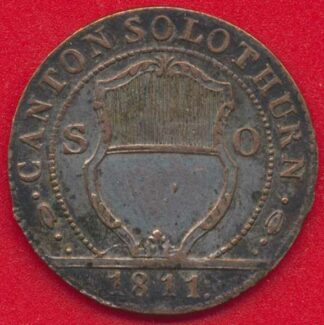 · CANTON SOLOTHURN ·
S O
1811.